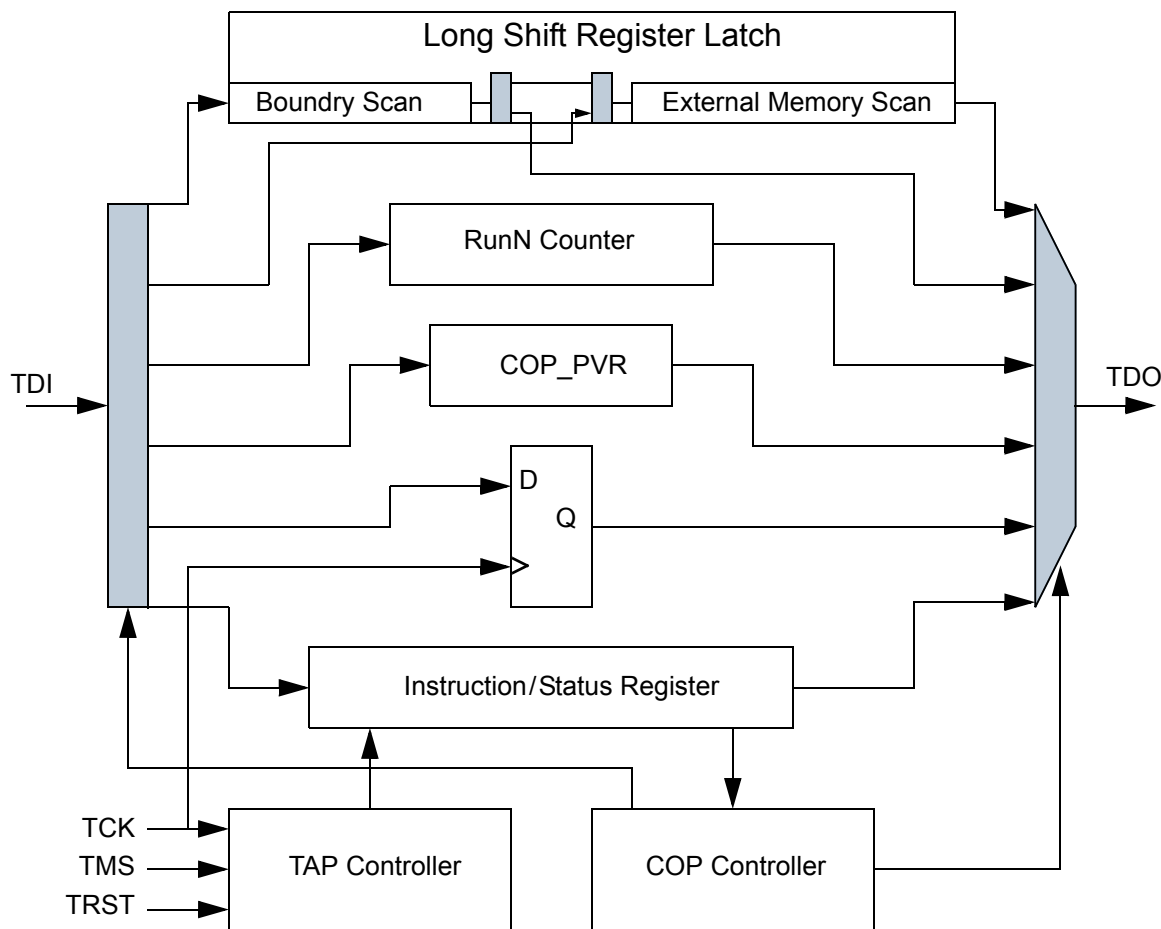 Long Shift Register Latch
Boundry Scan
External Memory Scan
RunN Counter
COP_PVR
TDI
TDO
D
Q
Instruction/Status Register
TCK
TMS
TRST
TAP Controller
COP Controller